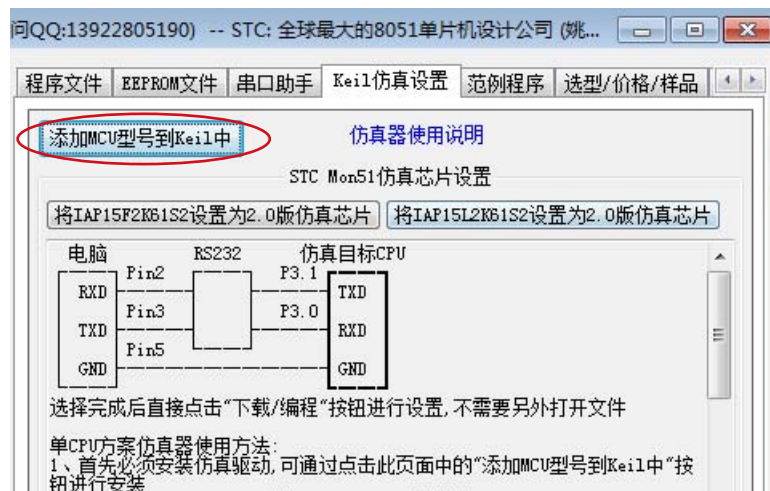 问QQ:13922805190) -- STC: 全球最大的8051单片机设计公司 (姚...
程序文件 EEPROM文件 串口助手 Keil仿真设置 范例程序 选型/价格/样品
添加MCU型号到Keil中 仿真器使用说明
STC Mon51仿真芯片设置
将IAP15F2K61S2设置为2.0版仿真芯片 将IAP15L2K61S2设置为2.0版仿真芯片
电脑 RS232 仿真目标CPU
Pin2 P3.1
RXD TXD
Pin3 P3.0
TXD RXD
Pin5
GND GND
选择完成后直接点击"下载/编程"按钮进行设置,不需要另外打开文件
单CPU方案仿真器使用方法:
1、首先必须安装仿真驱动,可通过点击此页面中的"添加MCU型号到Keil中"按
钮进行安装